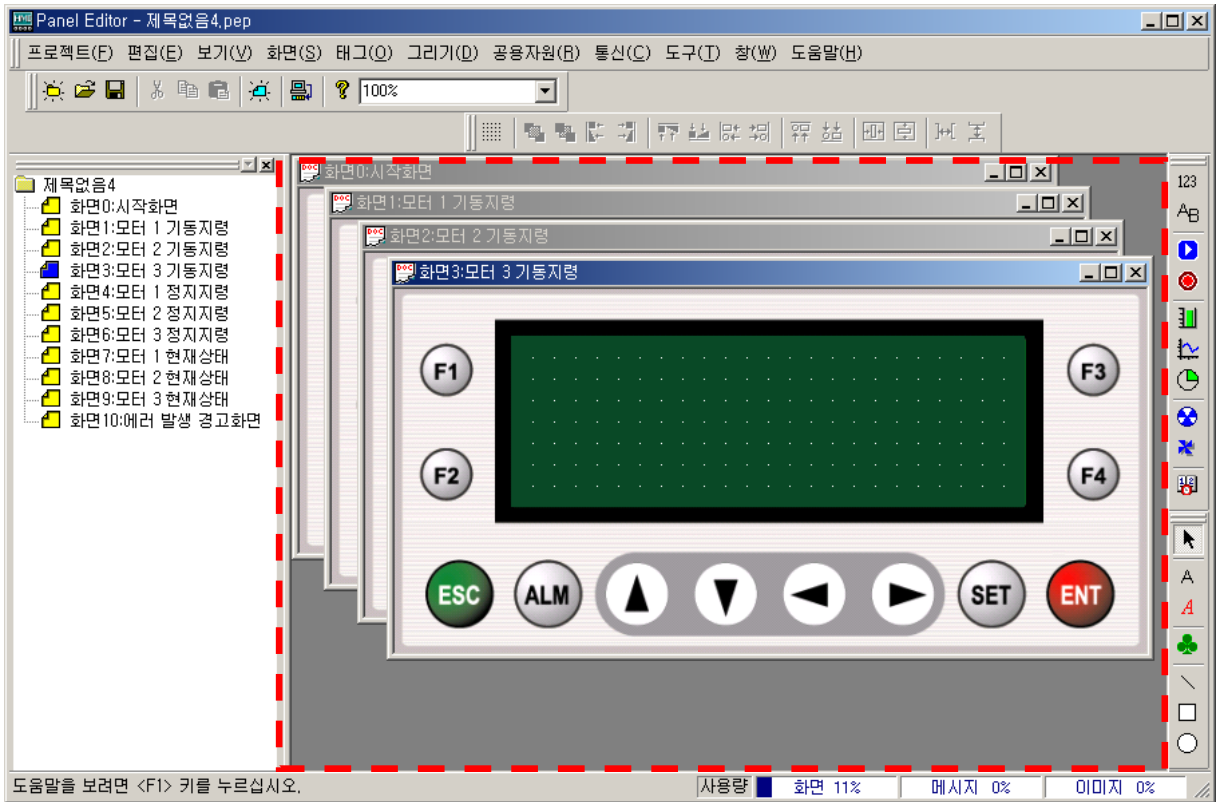 Panel Editor - 제목없음4.pep
프로젝트(F) 편집(E) 보기(V) 화면(S) 태그(O) 그리기(D) 공용자원(R) 통신(C) 도구(T) 창(W) 도움말(H)
100%
제목없음4
화면0:시작화면
화면1:모터 1 기동지령
화면2:모터 2 기동지령
화면3:모터 3 기동지령
화면4:모터 1 정지지령
화면5:모터 2 정지지령
화면6:모터 3 정지지령
화면7:모터 1 현재상태
화면8:모터 2 현재상태
화면9:모터 3 현재상태
화면10:에러 발생 경고화면
화면0:시작화면
화면1:모터 1 기동지령
화면2:모터 2 기동지령
화면3:모터 3 기동지령
F1
F3
F2
F4
ESC ALM SET ENT
123
AB
A
A
도움말을 보려면 <F1> 키를 누르십시오.
사용량 화면 11% 메시지 0% 이미지 0%